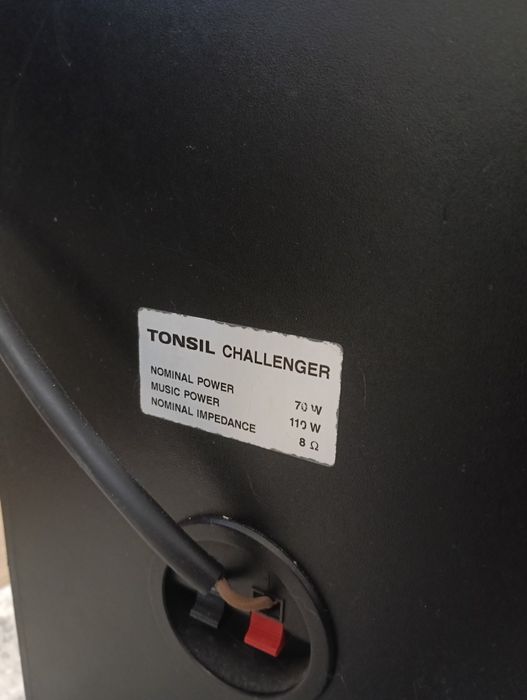 TONSIL CHALLENGER
NOMINAL POWER 70 W
MUSIC POWER 110 W
NOMINAL IMPEDANCE 8 Ω